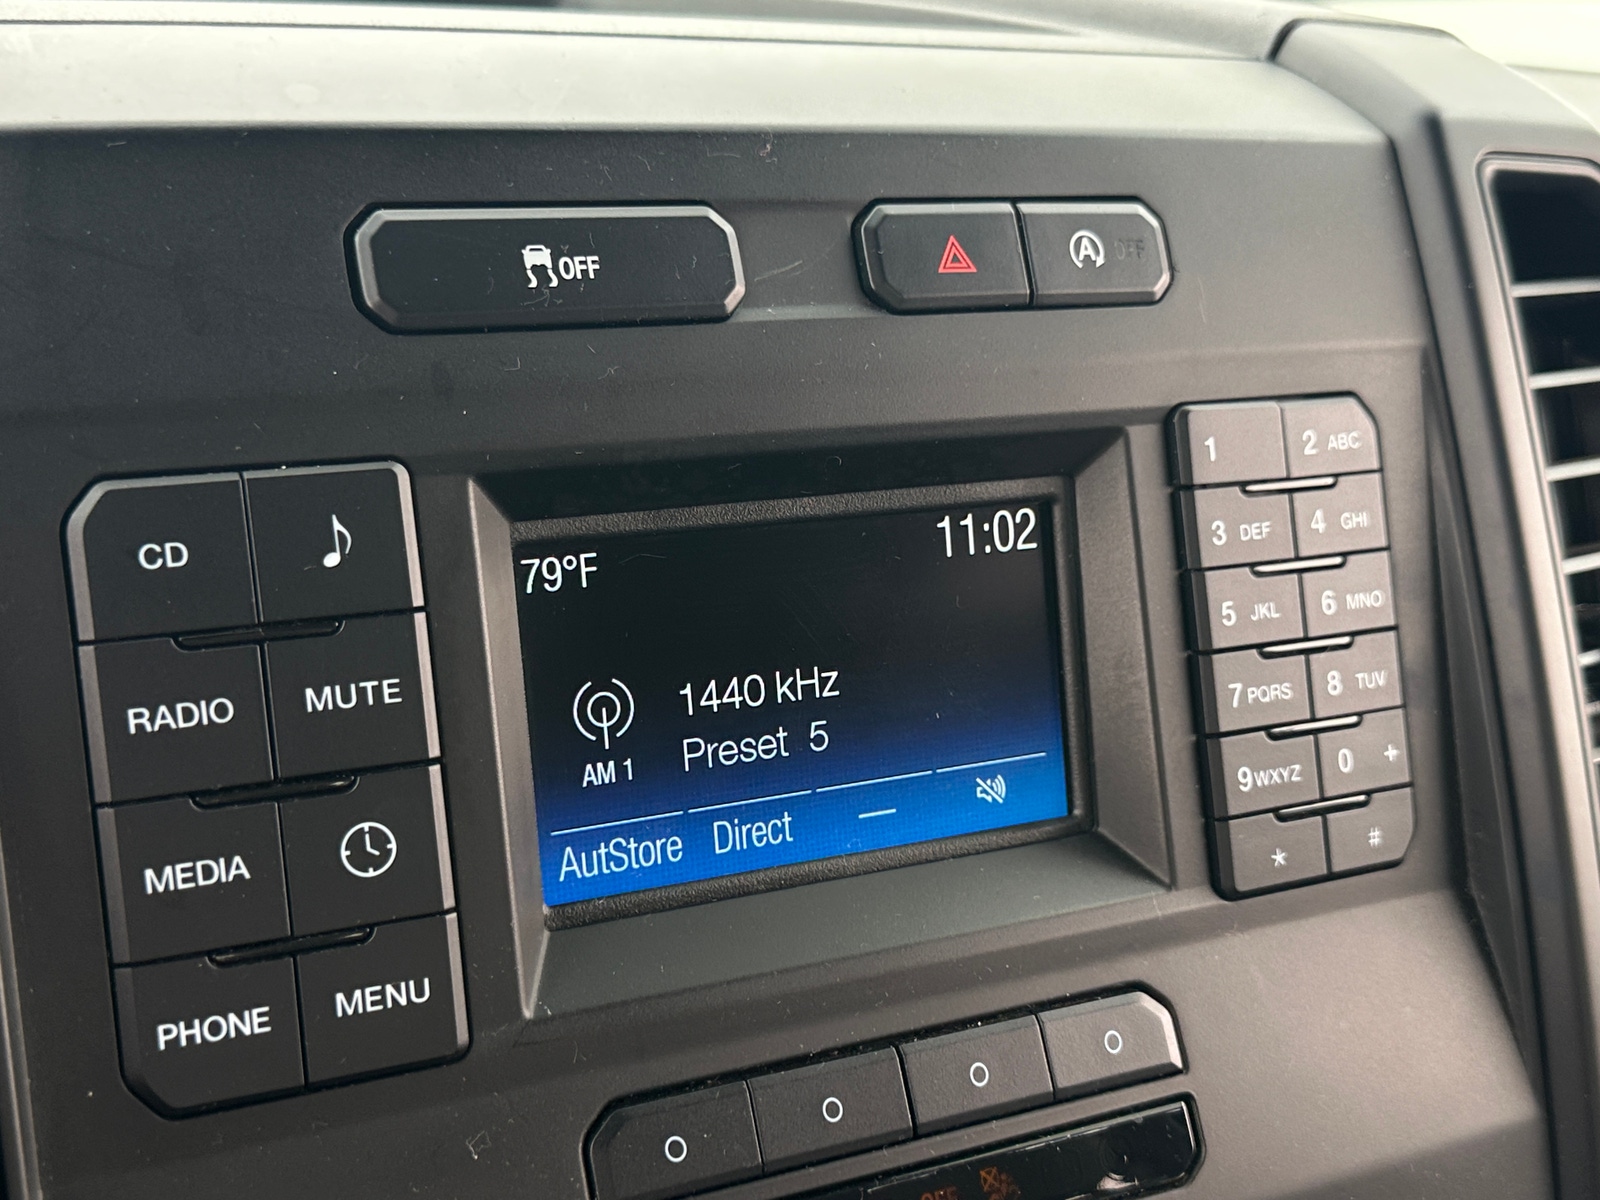 OFF
A OFF
CD
RADIO MUTE
MEDIA
PHONE MENU
79°F 11:02
1440 kHz
AM 1 Preset 5
AutStore Direct
1 2 ABC
3 DEF 4 GHI
5 JKL 6 MNO
7 PQRS 8 TUV
9 WXYZ 0 +
* #
OFF